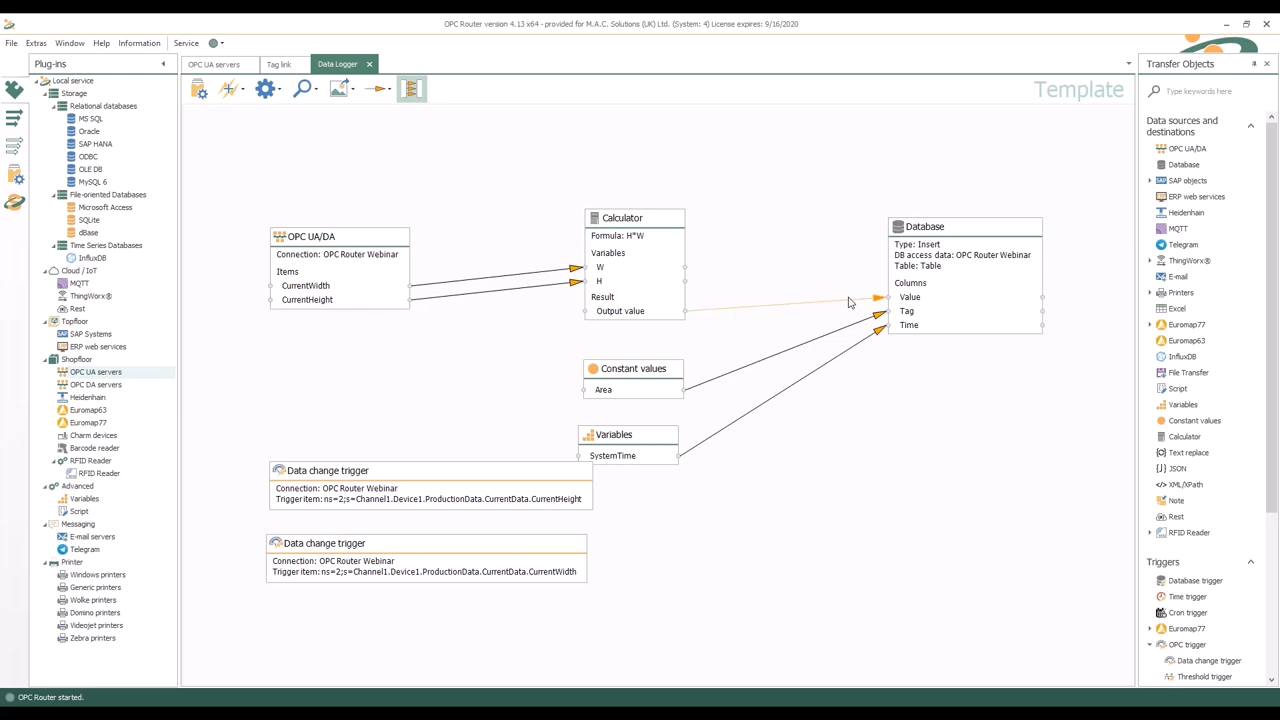 OPC Router version 4.13 x64 - provided for M.A.C. Solutions (UK) Ltd. (System: 4) License expires: 9/16/2020
File Extras Window Help Information Service
Plug-ins
Local service
Storage
Relational databases
MS SQL
Oracle
SAP HANA
ODBC
OLE DB
MySQL 6
File-oriented Databases
Microsoft Access
SQLite
dBase
Time Series Databases
InfluxDB
Cloud / IoT
MQTT
ThingWorx®
Rest
Topfloor
SAP Systems
ERP web services
Shopfloor
OPC UA servers
OPC DA servers
Heidenhain
Euromap63
Euromap77
Charm devices
Barcode reader
RFID Reader
RFID Reader
Advanced
Variables
Script
Messaging
E-mail servers
Telegram
Printer
Windows printers
Generic printers
Wolke printers
Domino printers
Videojet printers
Zebra printers
OPC UA servers Tag link Data Logger
Template
OPC UA/DA
Connection: OPC Router Webinar
Items
CurrentWidth
CurrentHeight
Calculator
Formula: H*W
Variables
W
H
Result
Output value
Constant values
Area
Variables
SystemTime
Database
Type: Insert
DB access data: OPC Router Webinar
Table: Table
Columns
Value
Tag
Time
Data change trigger
Connection: OPC Router Webinar
Trigger item: ns=2;s=Channel1.Device1.ProductionData.CurrentData.CurrentHeight
Data change trigger
Connection: OPC Router Webinar
Trigger item: ns=2;s=Channel1.Device1.ProductionData.CurrentData.CurrentWidth
Transfer Objects
Type keywords here
Data sources and
destinations
OPC UA/DA
Database
SAP objects
ERP web services
Heidenhain
MQTT
Telegram
ThingWorx®
E-mail
Printers
Excel
Euromap77
Euromap63
InfluxDB
File Transfer
Script
Variables
Constant values
Calculator
Text replace
JSON
XML/XPath
Note
Rest
RFID Reader
Triggers
Database trigger
Time trigger
Cron trigger
Euromap77
OPC trigger
Data change trigger
Threshold trigger
OPC Router started.